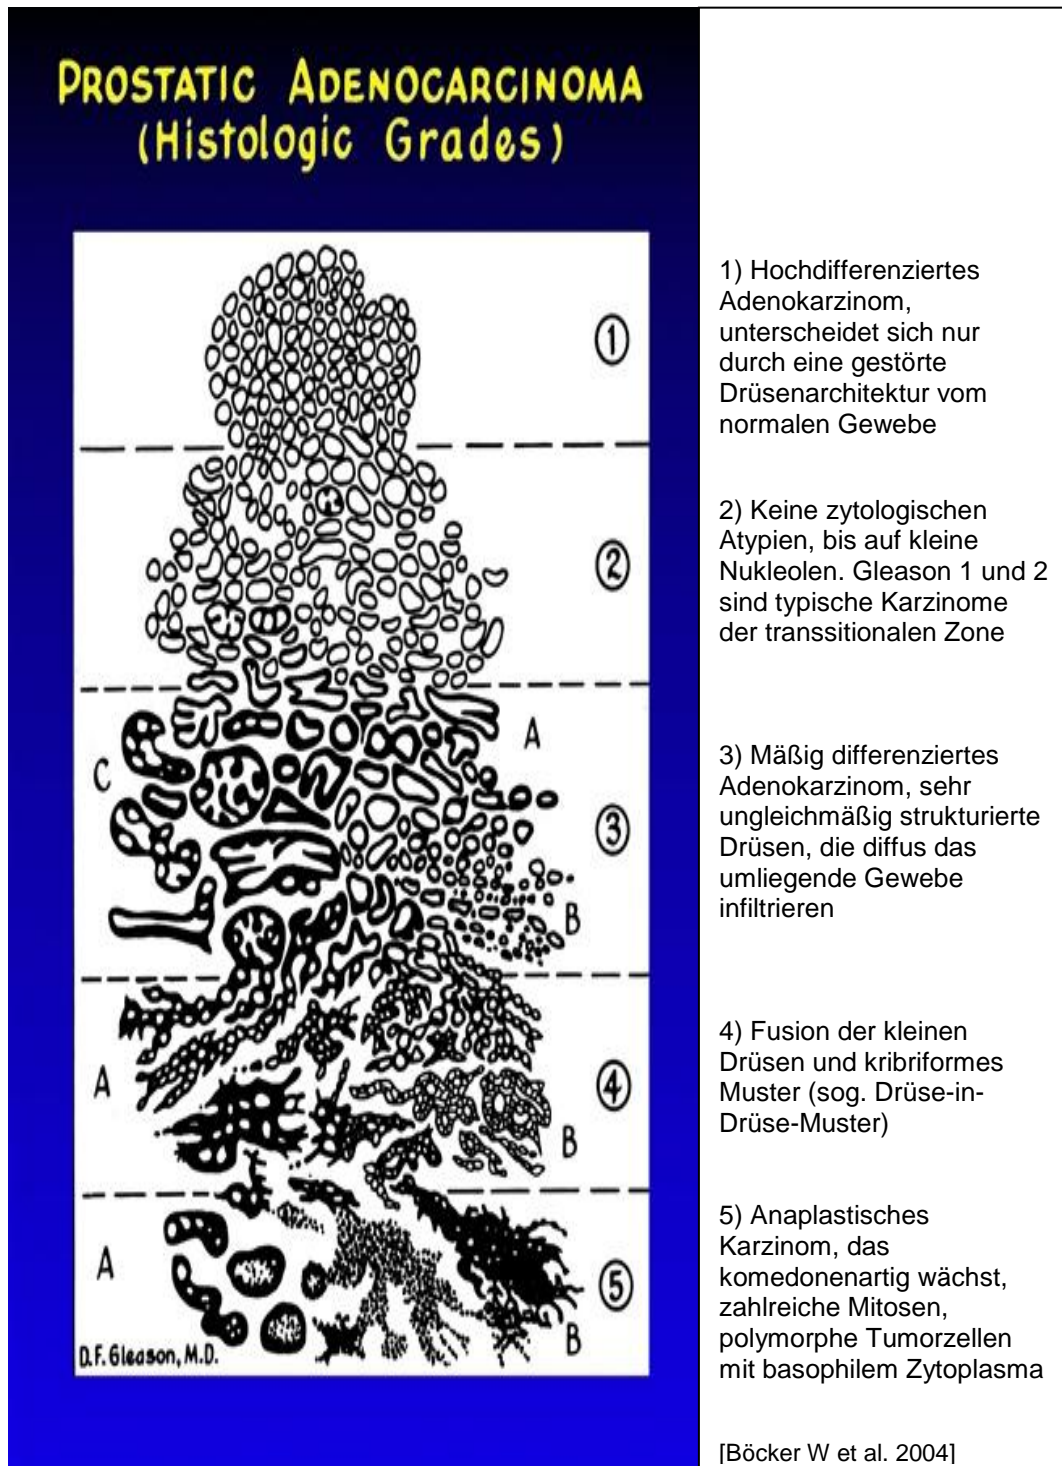 PROSTATIC ADENOCARCINOMA
(Histologic Grades)
1
2
A
C
3
B
A
4
B
A
5
B
D.F. Gleason, M.D.
1) Hochdifferenziertes
Adenokarzinom,
unterscheidet sich nur
durch eine gestörte
Drüsenarchitektur vom
normalen Gewebe
2) Keine zytologischen
Atypien, bis auf kleine
Nukleolen. Gleason 1 und 2
sind typische Karzinome
der transsitionalen Zone
3) Mäßig differenziertes
Adenokarzinom, sehr
ungleichmäßig strukturierte
Drüsen, die diffus das
umliegende Gewebe
infiltrieren
4) Fusion der kleinen
Drüsen und kribriformes
Muster (sog. Drüse-in-
Drüse-Muster)
5) Anaplastisches
Karzinom, das
komedonenartig wächst,
zahlreiche Mitosen,
polymorphe Tumorzellen
mit basophilem Zytoplasma
[Böcker W et al. 2004]